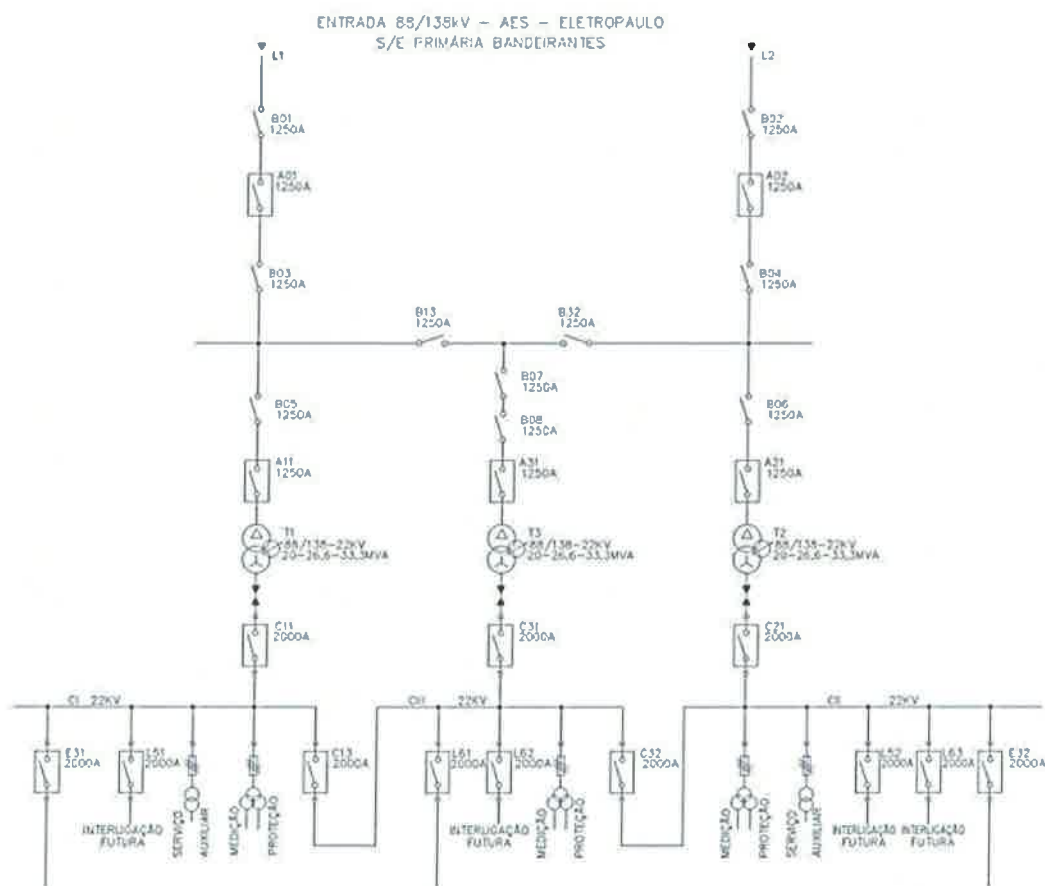 ENTRADA 88/138kV - AES - ELETROPAULO
S/E PRIMÁRIA BANDEIRANTES
L1
L2
B01
1250A
B02
1250A
A01
1250A
A02
1250A
B03
1250A
B04
1250A
B13
1250A
B32
1250A
B07
1250A
B05
1250A
B06
1250A
B08
1250A
A11
1250A
A31
1250A
A21
1250A
T1
88/138-22KV
20-26,6-33,3MVA
T3
88/138-22KV
20-26,6-33,3MVA
T2
88/138-22KV
20-26,6-33,3MVA
C11
2000A
C31
2000A
C21
2000A
CI 22KV
CIII 22KV
22KV
E31
2000A
L51
2000A
C13
2000A
L61
2000A
L62
2000A
C32
2000A
L52
2000A
L63
2000A
E32
2000A
INTERLIGAÇÃO
FUTURA
SERVIÇO
AUXILIAR
MEDIÇÃO
PROTEÇÃO
INTERLIGAÇÃO
FUTURA
MEDIÇÃO
PROTEÇÃO
MEDIÇÃO
PROTEÇÃO
SERVIÇO
AUXILIAR
INTERLIGAÇÃO
FUTURA
INTERLIGAÇÃO
FUTURA